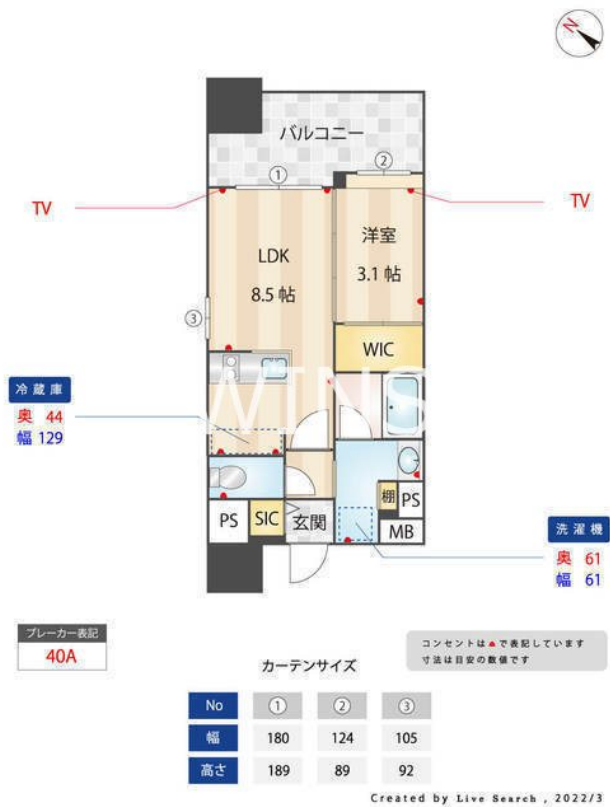 N
バルコニー
①
②
TV
TV
LDK
8.5 帖
洋室
3.1 帖
③
WIC
冷蔵庫
奥 44
幅 129
WINS
棚
PS
PS
SIC
玄関
MB
洗濯機
奥 61
幅 61
ブレーカー表記
40A
コンセントは▲で表記しています
寸法は目安の数値です
カーテンサイズ
No ① ② ③
幅 180 124 105
高さ 189 89 92
Created by Live Search , 2022/3